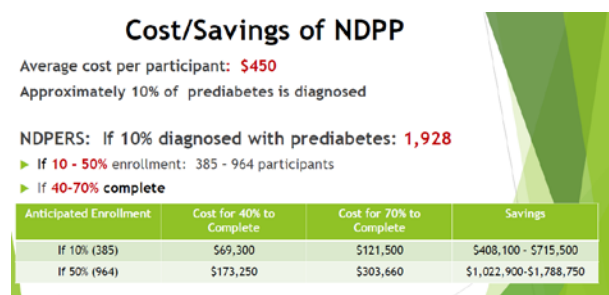 Cost/Savings of NDPP
Average cost per participant: $450
Approximately 10% of prediabetes is diagnosed
NDPERS: If 10% diagnosed with prediabetes: 1,928
If 10 - 50% enrollment: 385 - 964 participants
If 40-70% complete
Anticipated Enrollment Cost for 40% to Complete Cost for 70% to Complete Savings
If 10% (385) $69,300 $121,500 $408,100 - $715,500
If 50% (964) $173,250 $303,660 $1,022,900-$1,788,750